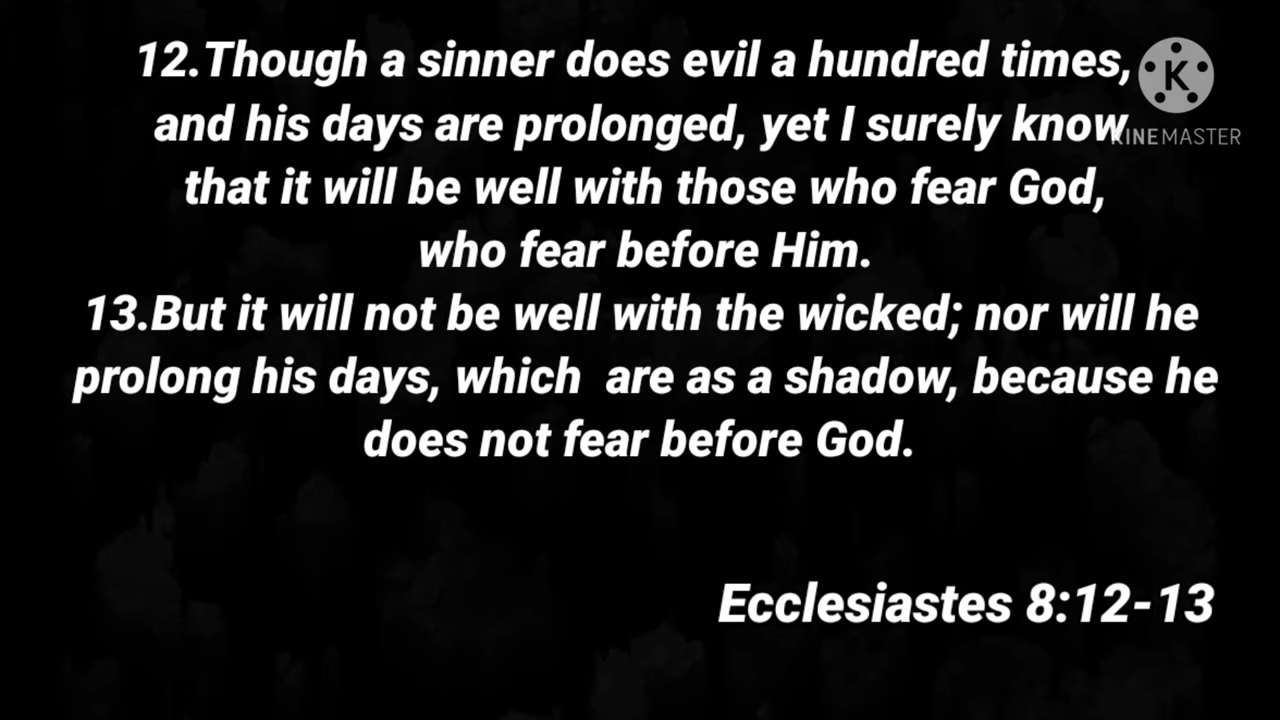 12.Though a sinner does evil a hundred times,
and his days are prolonged, yet I surely know
that it will be well with those who fear God,
who fear before Him.
13.But it will not be well with the wicked; nor will he
prolong his days, which  are as a shadow, because he
does not fear before God.
Ecclesiastes 8:12-13
K
KINEMASTER